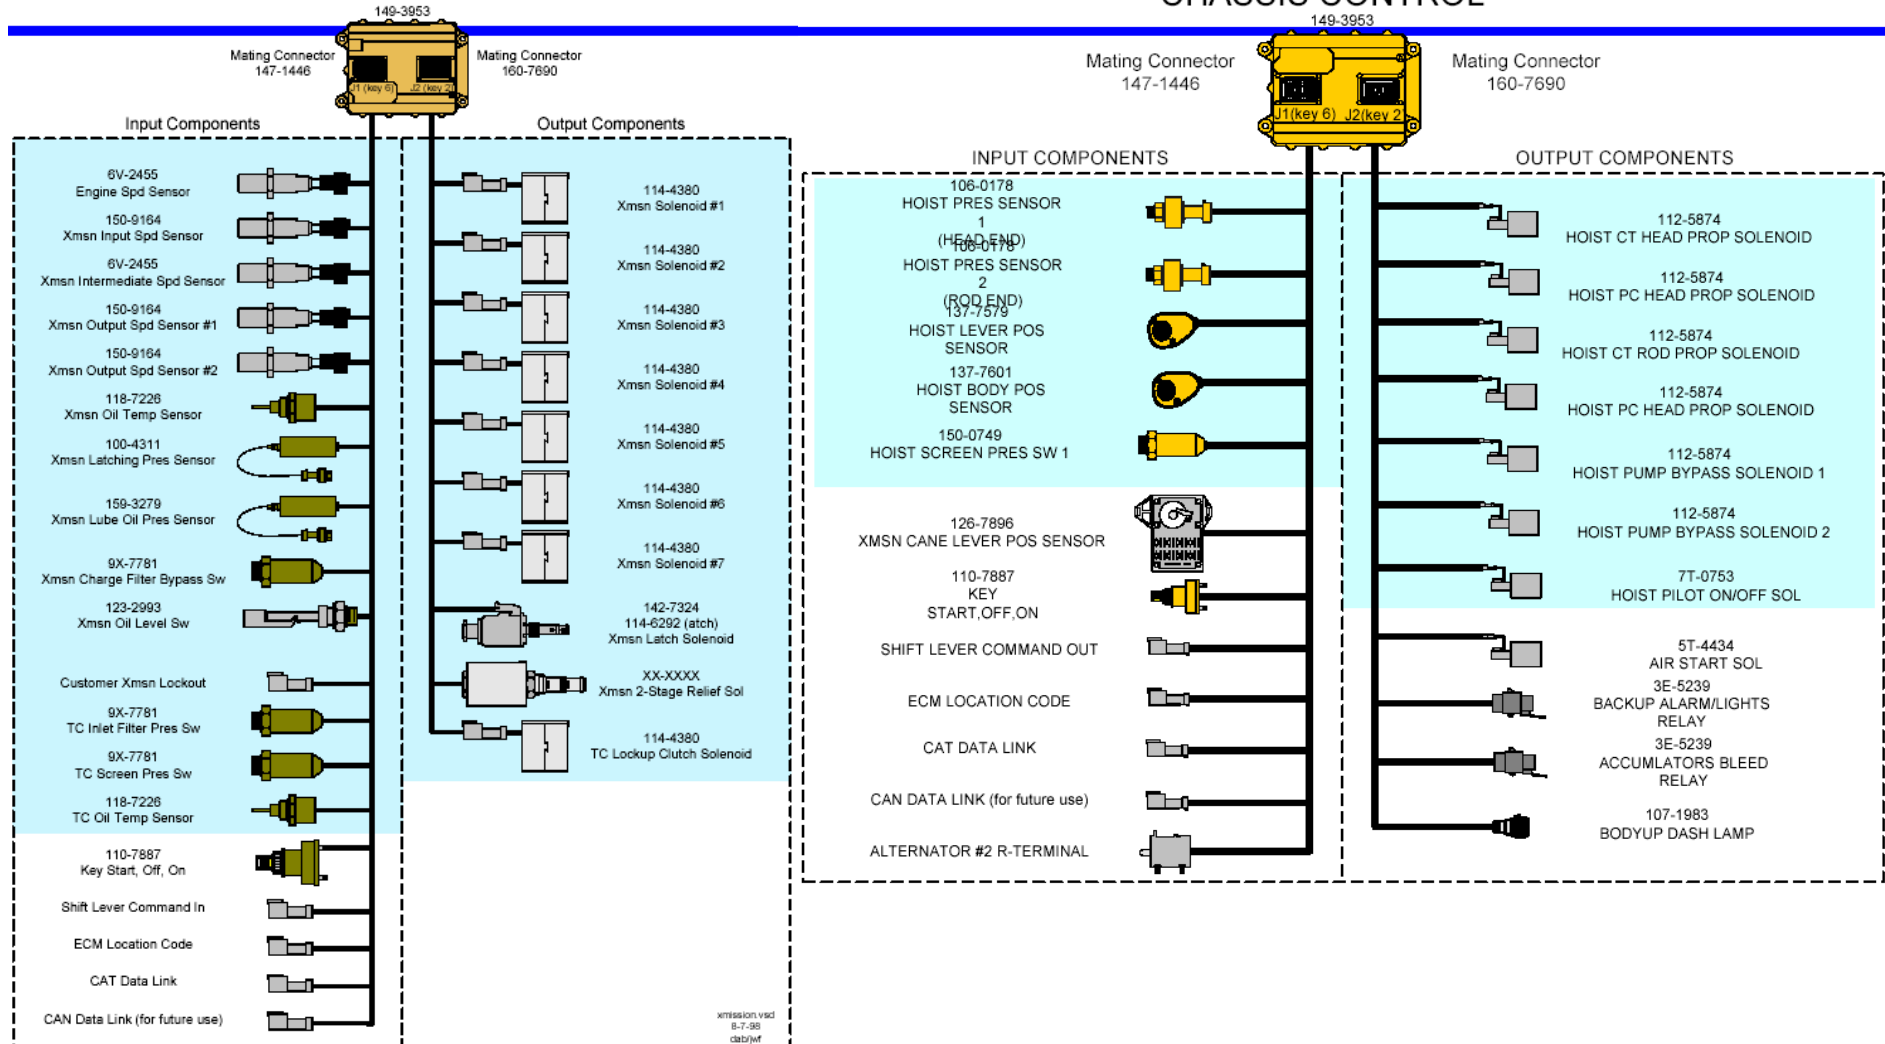 149-3953
Mating Connector
147-1446
Mating Connector
160-7690
J1 (key 6)
J2 (key 2)
Input Components
Output Components
6V-2455
Engine Spd Sensor
150-9164
Xmsn Input Spd Sensor
6V-2455
Xmsn Intermediate Spd Sensor
150-9164
Xmsn Output Spd Sensor #1
150-9164
Xmsn Output Spd Sensor #2
118-7226
Xmsn Oil Temp Sensor
100-4311
Xmsn Latching Pres Sensor
159-3279
Xmsn Lube Oil Pres Sensor
9X-7781
Xmsn Charge Filter Bypass Sw
123-2993
Xmsn Oil Level Sw
Customer Xmsn Lockout
9X-7781
TC Inlet Filter Pres Sw
9X-7781
TC Screen Pres Sw
118-7226
TC Oil Temp Sensor
110-7887
Key Start, Off, On
Shift Lever Command In
ECM Location Code
CAT Data Link
CAN Data Link (for future use)
114-4380
Xmsn Solenoid #1
114-4380
Xmsn Solenoid #2
114-4380
Xmsn Solenoid #3
114-4380
Xmsn Solenoid #4
114-4380
Xmsn Solenoid #5
114-4380
Xmsn Solenoid #6
114-4380
Xmsn Solenoid #7
142-7324
114-6292 (atch)
Xmsn Latch Solenoid
XX-XXXX
Xmsn 2-Stage Relief Sol
114-4380
TC Lockup Clutch Solenoid
xmission.vsd
8-7-98
dab/jwf
CHASSIS CONTROL
149-3953
Mating Connector
147-1446
Mating Connector
160-7690
J1(key 6)
J2(key 2
INPUT COMPONENTS
OUTPUT COMPONENTS
106-0178
HOIST PRES SENSOR
1
(HEAD END)
106-0178
HOIST PRES SENSOR
2
(ROD END)
137-7579
HOIST LEVER POS
SENSOR
137-7601
HOIST BODY POS
SENSOR
150-0749
HOIST SCREEN PRES SW 1
126-7896
XMSN CANE LEVER POS SENSOR
110-7887
KEY
START,OFF,ON
SHIFT LEVER COMMAND OUT
ECM LOCATION CODE
CAT DATA LINK
CAN DATA LINK (for future use)
ALTERNATOR #2 R-TERMINAL
112-5874
HOIST CT HEAD PROP SOLENOID
112-5874
HOIST PC HEAD PROP SOLENOID
112-5874
HOIST CT ROD PROP SOLENOID
112-5874
HOIST PC HEAD PROP SOLENOID
112-5874
HOIST PUMP BYPASS SOLENOID 1
112-5874
HOIST PUMP BYPASS SOLENOID 2
7T-0753
HOIST PILOT ON/OFF SOL
5T-4434
AIR START SOL
3E-5239
BACKUP ALARM/LIGHTS
RELAY
3E-5239
ACCUMLATORS BLEED
RELAY
107-1983
BODYUP DASH LAMP